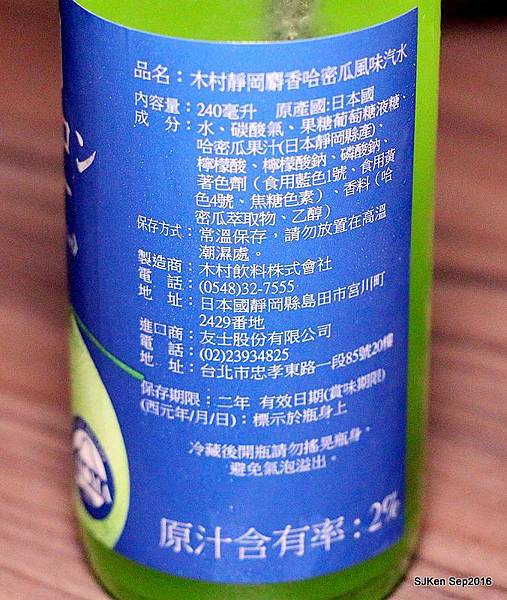 品名：木村靜岡麝香哈密瓜風味汽水
內容量：240毫升　原產國:日本國
成　分：水、碳酸氣、果糖葡萄糖液糖、
哈密瓜果汁(日本靜岡縣產)、
檸檬酸、檸檬酸鈉、磷酸鈉、
著色劑（食用藍色1號、食用黃
色4號、焦糖色素）、香料（哈
密瓜萃取物、乙醇）
保存方式：常溫保存，請勿放置在高溫
潮濕處。
製造商：木村飲料株式會社
電　話：(0548)32-7555
地　址：日本國靜岡縣島田市宮川町
2429番地
進口商：友士股份有限公司
電　話：(02)23934825
地　址：台北市忠孝東路一段85號20樓
保存期限：二年 有效日期(賞味期限)
(西元年/月/日)：標示於瓶身上
冷藏後開瓶請勿搖晃瓶身，
避免氣泡溢出。
原汁含有率：2%
ロン
SJKen Sep2016